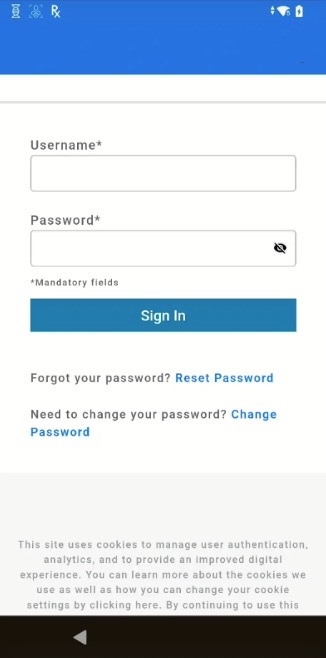 Username*
Password*
*Mandatory fields
Sign In
Forgot your password? Reset Password
Need to change your password? Change
Password
This site uses cookies to manage user authentication,
analytics, and to provide an improved digital
experience. You can learn more about the cookies we
use as well as how you can change your cookie
settings by clicking here. By continuing to use this